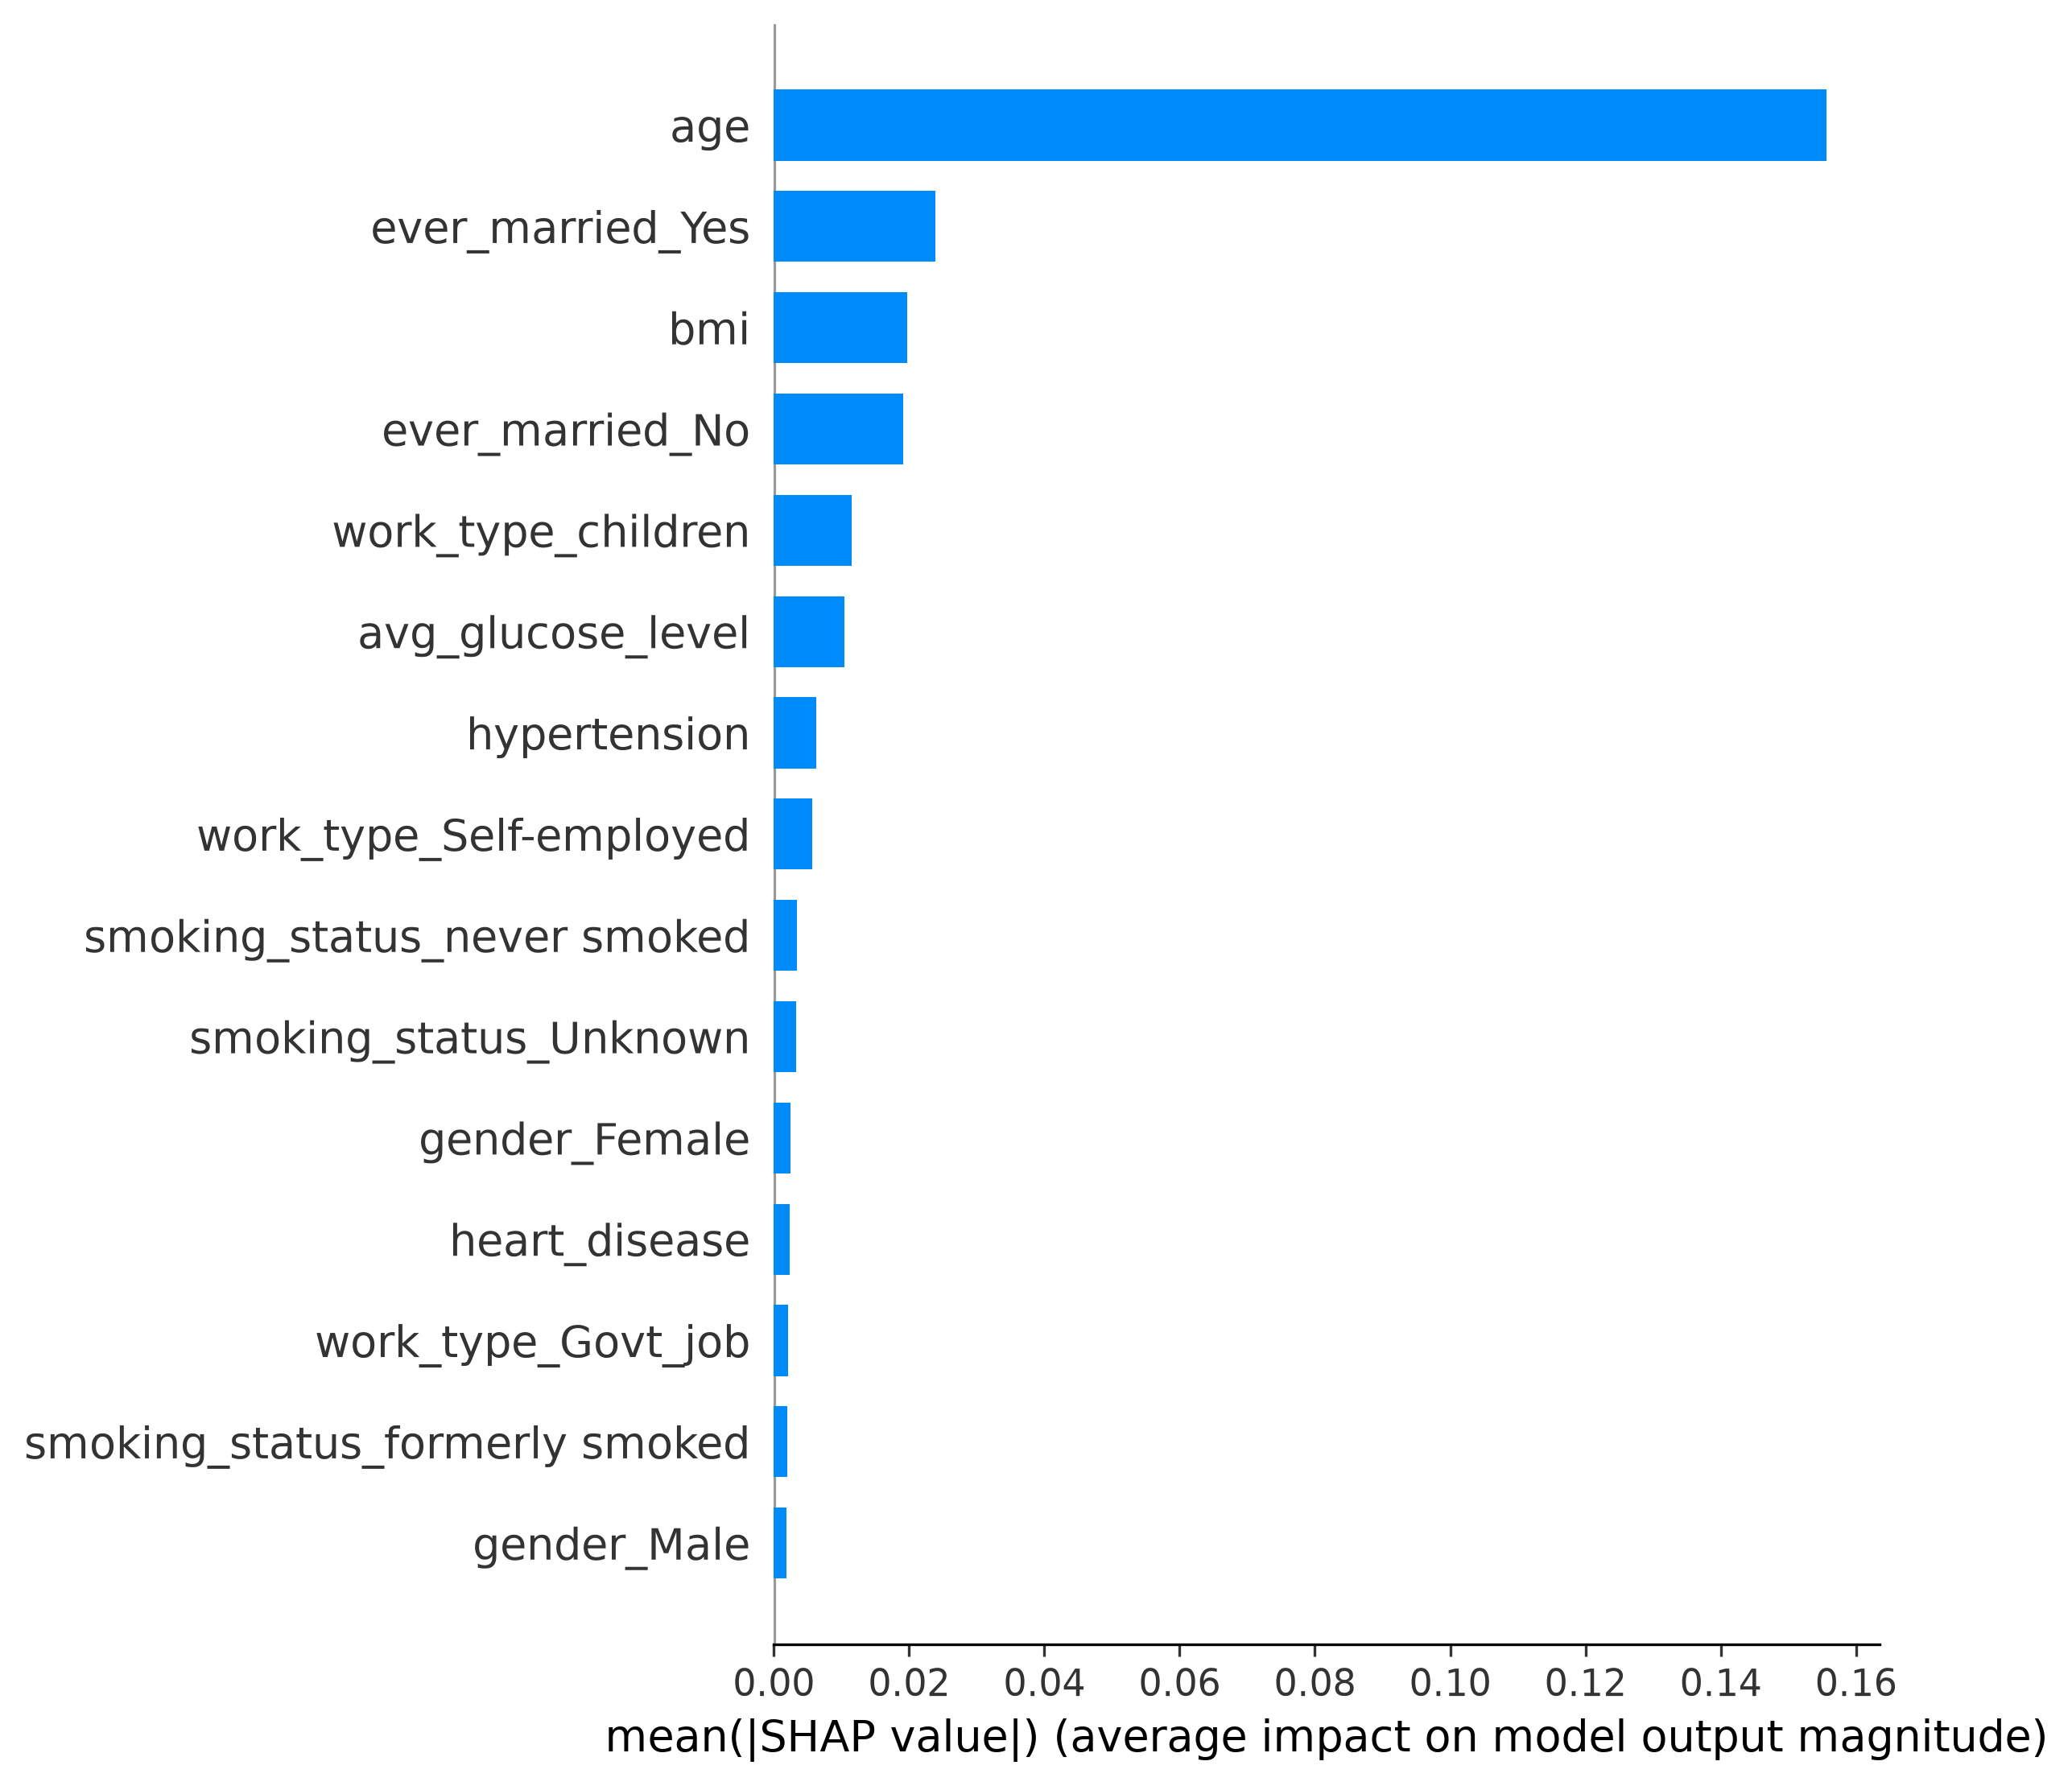 age
ever_married_Yes
bmi
ever_married_No
work_type_children
avg_glucose_level
hypertension
work_type_Self-employed
smoking_status_never smoked
smoking_status_Unknown
gender_Female
heart_disease
work_type_Govt_job
smoking_status_formerly smoked
gender_Male
0.00 0.02 0.04 0.06 0.08 0.10 0.12 0.14 0.16
mean(|SHAP value|) (average impact on model output magnitude)